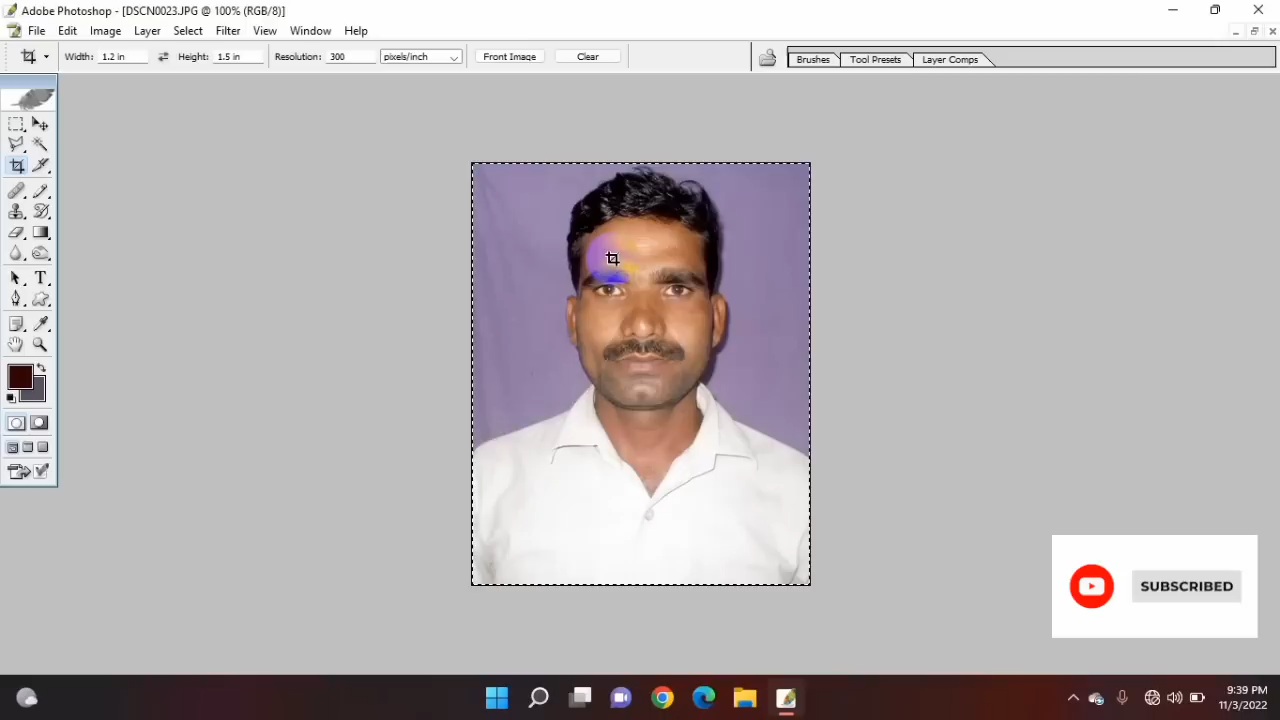 Adobe Photoshop - [DSCN0023.JPG @ 100% (RGB/8)]
File Edit Image Layer Select Filter View Window Help
Width: 1.2 in Height: 1.5 in Resolution: 300 pixels/inch Front Image Clear Brushes Tool Presets Layer Comps
T
SUBSCRIBED
9:39 PM
11/3/2022